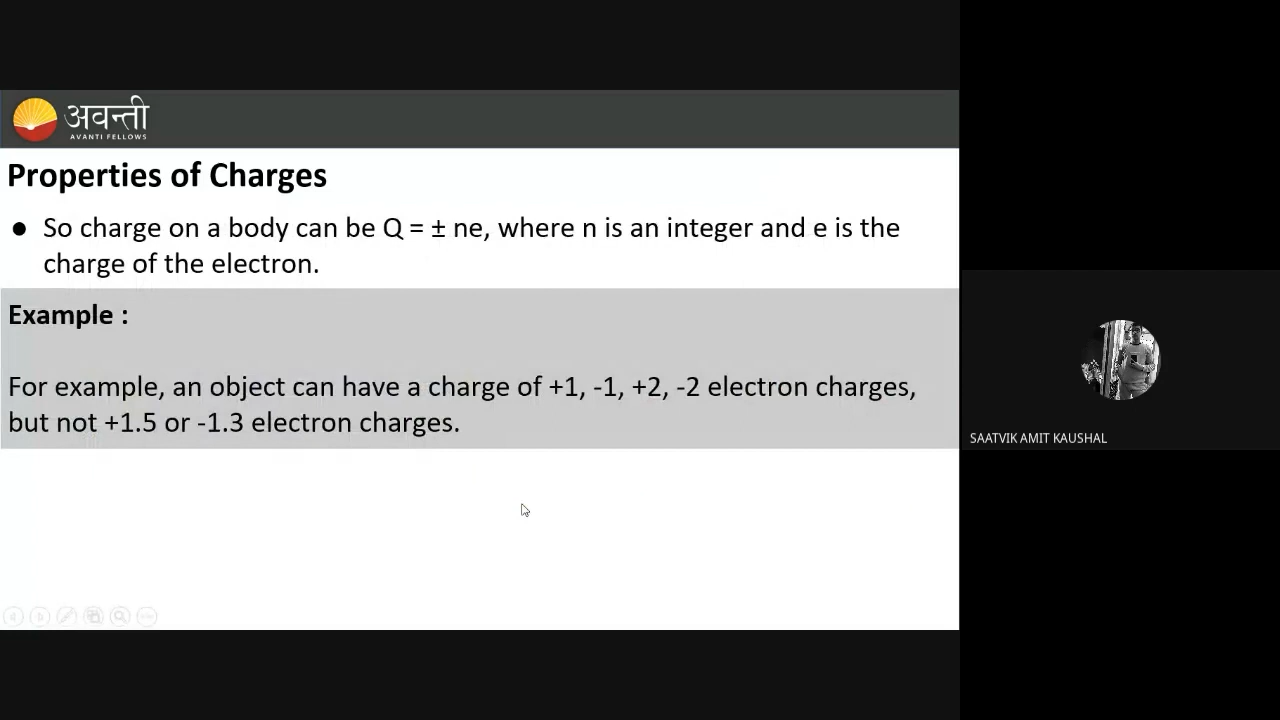 अवन्ती
AVANTI FELLOWS
Properties of Charges
● So charge on a body can be Q = ± ne, where n is an integer and e is the
charge of the electron.
Example :
For example, an object can have a charge of +1, -1, +2, -2 electron charges,
but not +1.5 or -1.3 electron charges.
SAATVIK AMIT KAUSHAL